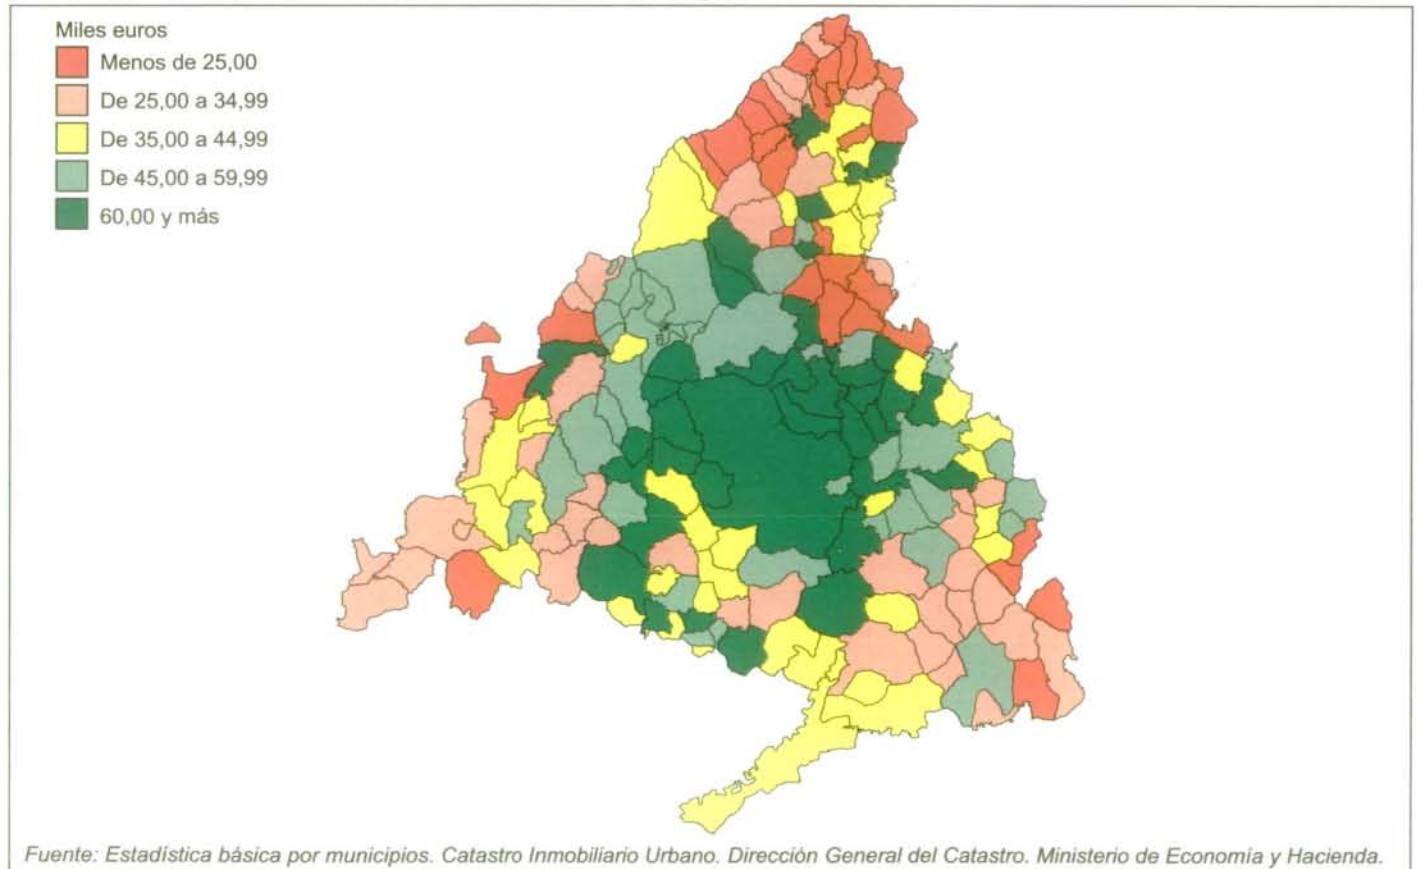 Miles euros
Menos de 25,00
De 25,00 a 34,99
De 35,00 a 44,99
De 45,00 a 59,99
60,00 y más
Fuente: Estadística básica por municipios. Catastro Inmobiliario Urbano. Dirección General del Catastro. Ministerio de Economía y Hacienda.